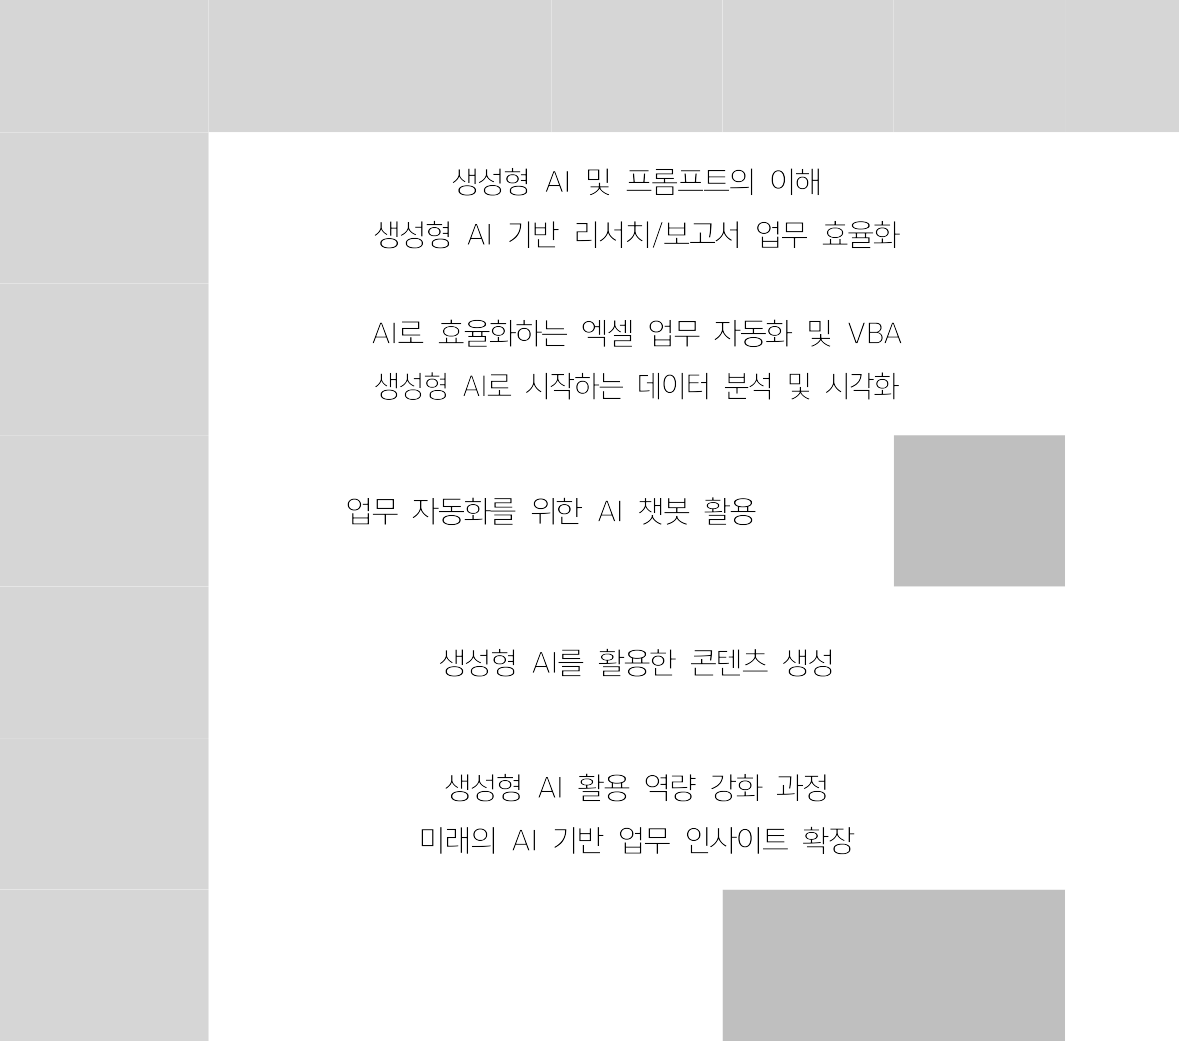 생성형 AI 및 프롬프트의 이해
생성형 AI 기반 리서치/보고서 업무 효율화
AI로 효율화하는 엑셀 업무 자동화 및 VBA
생성형 AI로 시작하는 데이터 분석 및 시각화
업무 자동화를 위한 AI 챗봇 활용
생성형 AI를 활용한 콘텐츠 생성
생성형 AI 활용 역량 강화 과정
미래의 AI 기반 업무 인사이트 확장